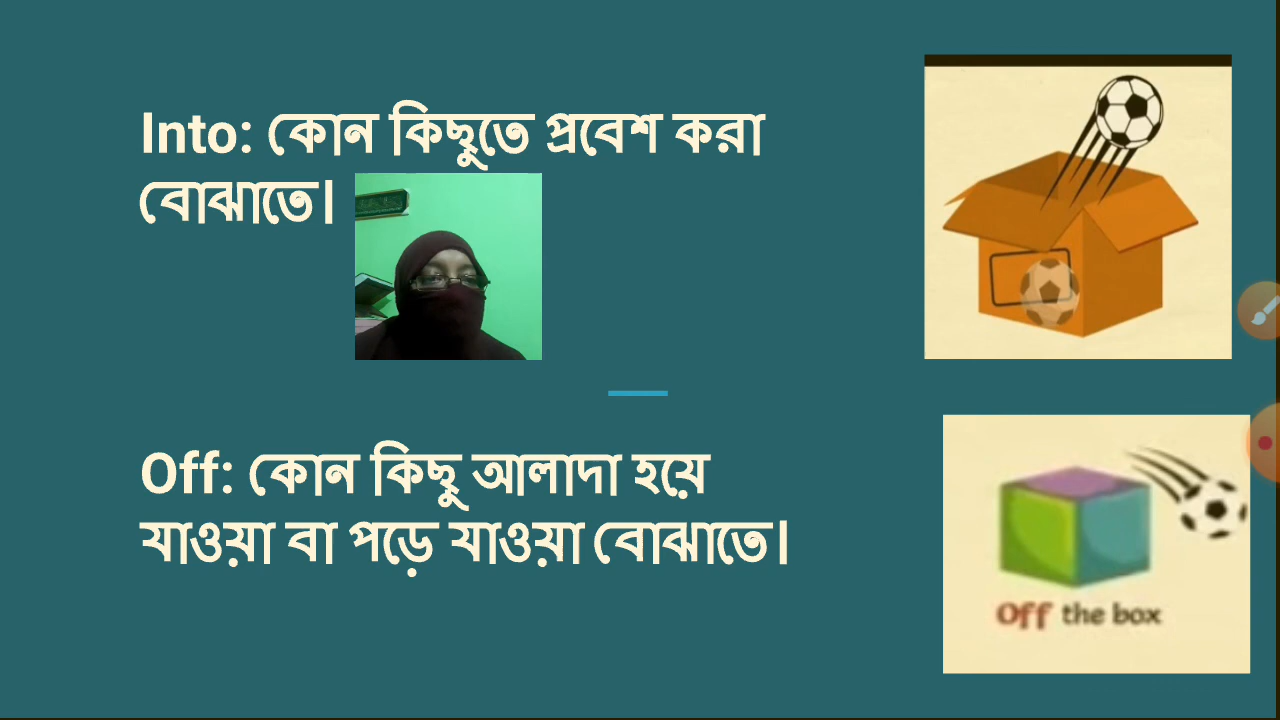 Into: কোন কিছুতে প্রবেশ করা
বোঝাতে।
Off: কোন কিছু আলাদা হয়ে
যাওয়া বা পড়ে যাওয়া বোঝাতে।
Off the box